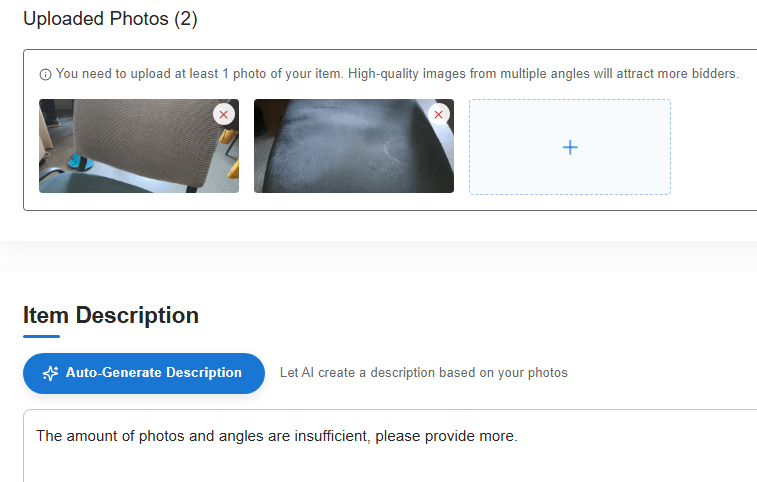 Uploaded Photos (2)
You need to upload at least 1 photo of your item. High-quality images from multiple angles will attract more bidders.
Item Description
Auto-Generate Description
Let AI create a description based on your photos
The amount of photos and angles are insufficient, please provide more.